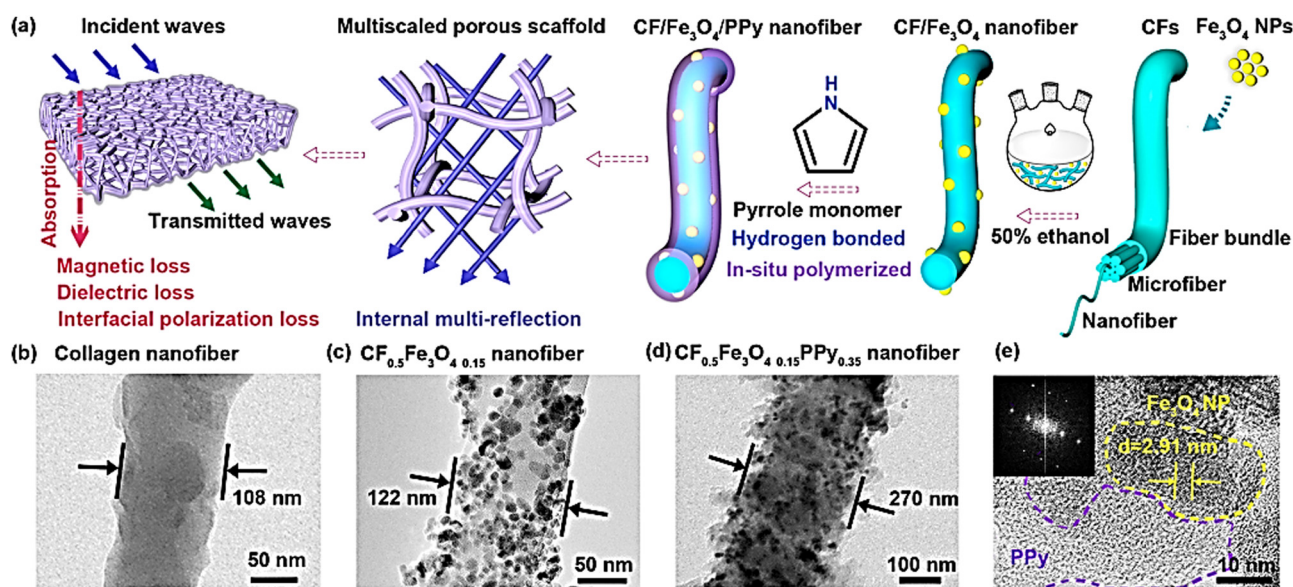 (a)
Incident waves
Absorption
Transmitted waves
Magnetic loss
Dielectric loss
Interfacial polarization loss
Multiscaled porous scaffold
Internal multi-reflection
CF/Fe₃O₄/PPy nanofiber
H
N
Pyrrole monomer
Hydrogen bonded
In-situ polymerized
CF/Fe₃O₄ nanofiber
50% ethanol
CFs
Fe₃O₄ NPs
Fiber bundle
Microfiber
Nanofiber
(b) Collagen nanofiber
108 nm
50 nm
(c) CF₀.₅Fe₃O₄ ₀.₁₅ nanofiber
122 nm
50 nm
(d) CF₀.₅Fe₃O₄ ₀.₁₅PPy₀.₃₅ nanofiber
270 nm
100 nm
(e)
Fe₃O₄ NP
d=2.91 nm
PPy
10 nm